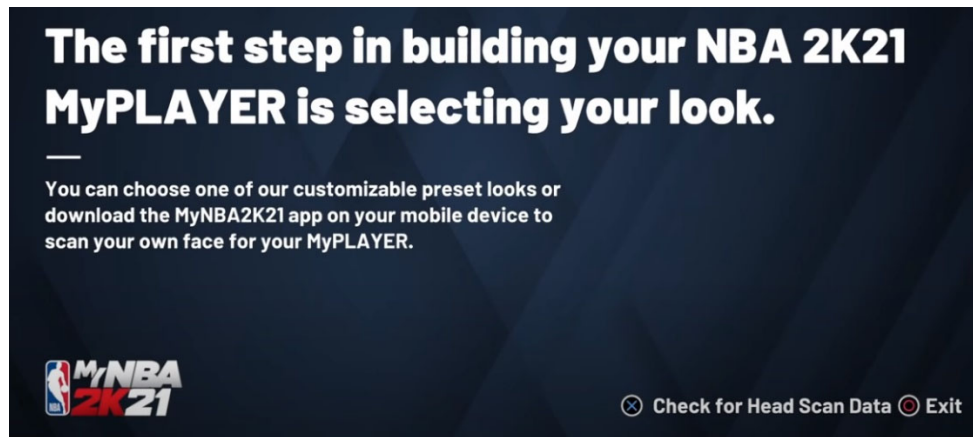 The first step in building your NBA 2K21
MyPLAYER is selecting your look.
You can choose one of our customizable preset looks or
download the MyNBA2K21 app on your mobile device to
scan your own face for your MyPLAYER.
MyNBA
2K21
NBA
Check for Head Scan Data Exit